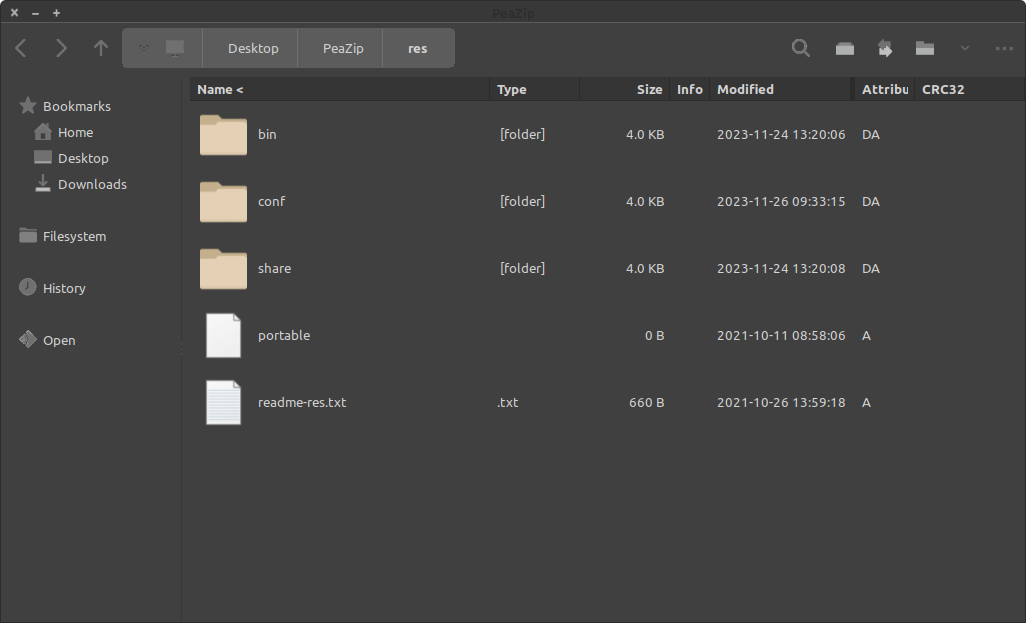 PeaZip
Desktop PeaZip res
Name < Type Size Info Modified Attribu CRC32
Bookmarks
Home
Desktop
Downloads
Filesystem
History
Open
bin [folder] 4.0 KB 2023-11-24 13:20:06 DA
conf [folder] 4.0 KB 2023-11-26 09:33:15 DA
share [folder] 4.0 KB 2023-11-24 13:20:08 DA
portable 0 B 2021-10-11 08:58:06 A
readme-res.txt .txt 660 B 2021-10-26 13:59:18 A